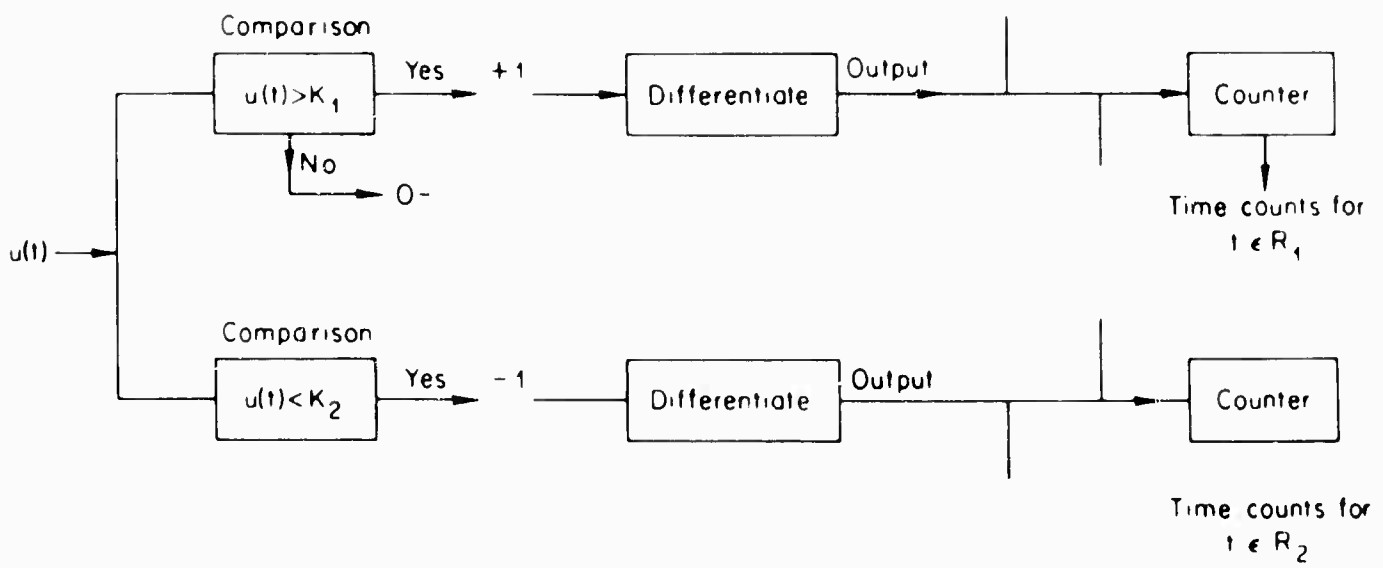 Comparison
u(t)>K₁
Yes
+1
Differentiate
Output
Counter
No
0-
Time counts for
t ϵ R₁
u(t)
Comparison
u(t)<K₂
Yes
-1
Differentiate
Output
Counter
Time counts for
t ϵ R₂